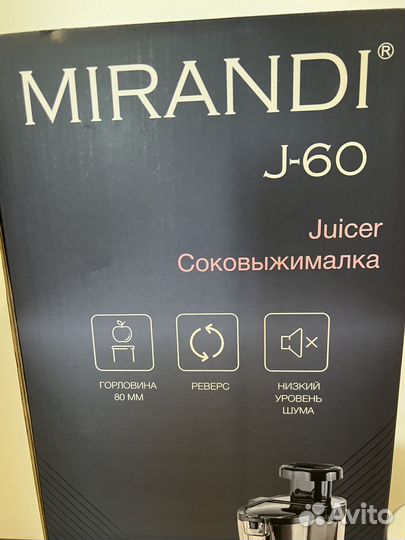 MIRANDI®
J-60
Juicer
Соковыжималка
ГОРЛОВИНА
80 ММ
РЕВЕРС
НИЗКИЙ
УРОВЕНЬ
ШУМА
Avito